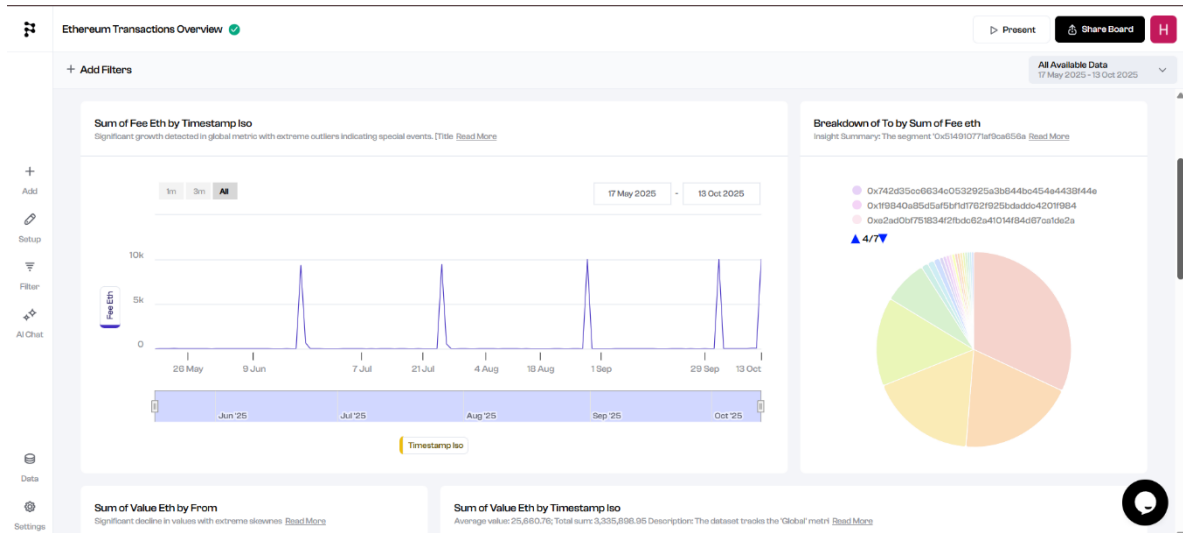 Ethereum Transactions Overview
Present
Share Board
H
+ Add Filters
All Available Data
17 May 2025 - 13 Oct 2025
Add
Setup
Filter
AI Chat
Data
Settings
Sum of Fee Eth by Timestamp Iso
Significant growth detected in global metric with extreme outliers indicating special events. [Title Read More
1m 3m All
17 May 2025 - 13 Oct 2025
10k
5k
0
Fee Eth
26 May 9 Jun 7 Jul 21 Jul 4 Aug 18 Aug 1 Sep 29 Sep 13 Oct
Jun '25 Jul '25 Aug '25 Sep '25 Oct '25
Timestamp Iso
Breakdown of To by Sum of Fee eth
Insight Summary: The segment '0x514910771af9ca656a Read More
0x742d35cc6634c0532925a3b844bc454e4438f44e
0x1f9840a85d5af5bf1d1762f925bdaddc4201f984
0xe2ad0bf751834f2fbdc62a41014f84d67ca1de2a
4/7
Sum of Value Eth by From
Significant decline in values with extreme skewnes Read More
Sum of Value Eth by Timestamp Iso
Average value: 25,660.76; Total sum: 3,335,898.95 Description: The dataset tracks the 'Global' metri Read More